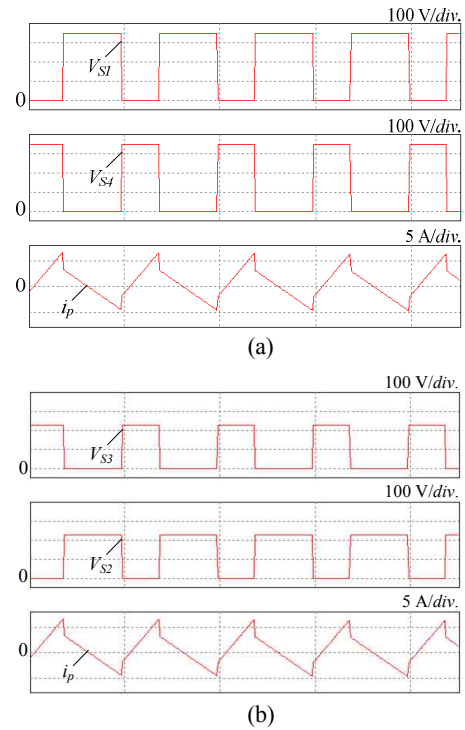 100 V/div.
V_S1
0
100 V/div.
V_S4
0
5 A/div.
0
i_p
(a)
100 V/div.
V_S3
0
100 V/div.
V_S2
0
5 A/div.
0
i_p
(b)